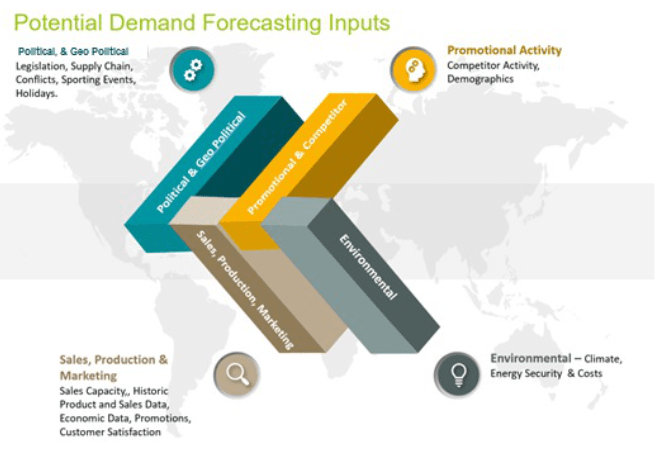 Potential Demand Forecasting Inputs
Political, & Geo Political
Legislation, Supply Chain,
Conflicts, Sporting Events,
Holidays.
Promotional Activity
Competitor Activity,
Demographics
Political & Geo Political
Promotional & Competitor
Sales, Production, Marketing
Environmental
Sales, Production &
Marketing
Sales Capacity,, Historic
Product and Sales Data,
Economic Data, Promotions,
Customer Satisfaction
Environmental – Climate,
Energy Security & Costs